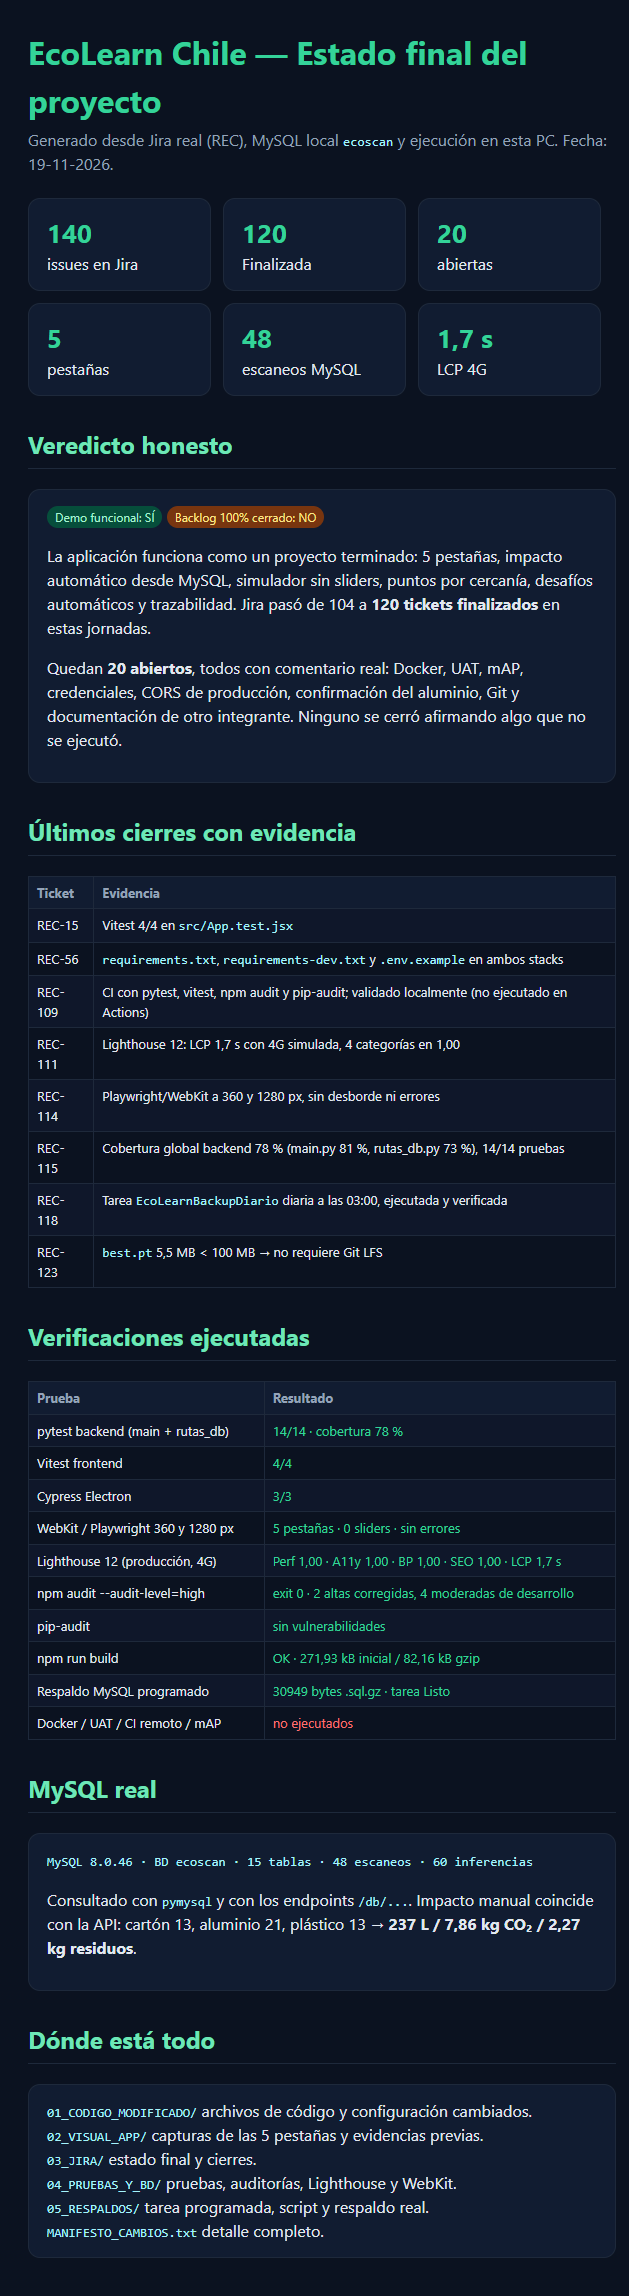 EcoLearn Chile — Estado final del
proyecto
Generado desde Jira real (REC), MySQL local ecoscan y ejecución en esta PC. Fecha:
19-11-2026.
140
issues en Jira
120
Finalizada
20
abiertas
5
pestañas
48
escaneos MySQL
1,7 s
LCP 4G
Veredicto honesto
Demo funcional: SÍ
Backlog 100% cerrado: NO
La aplicación funciona como un proyecto terminado: 5 pestañas, impacto
automático desde MySQL, simulador sin sliders, puntos por cercanía, desafíos
automáticos y trazabilidad. Jira pasó de 104 a 120 tickets finalizados en
estas jornadas.
Quedan 20 abiertos, todos con comentario real: Docker, UAT, mAP,
credenciales, CORS de producción, confirmación del aluminio, Git y
documentación de otro integrante. Ninguno se cerró afirmando algo que no
se ejecutó.
Últimos cierres con evidencia
Ticket Evidencia
REC-15 Vitest 4/4 en src/App.test.jsx
REC-56 requirements.txt, requirements-dev.txt y .env.example en ambos stacks
REC-
109
CI con pytest, vitest, npm audit y pip-audit; validado localmente (no ejecutado en
Actions)
REC-
111
Lighthouse 12: LCP 1,7 s con 4G simulada, 4 categorías en 1,00
REC-
114
Playwright/WebKit a 360 y 1280 px, sin desborde ni errores
REC-
115
Cobertura global backend 78 % (main.py 81 %, rutas_db.py 73 %), 14/14 pruebas
REC-
118
Tarea EcoLearnBackupDiario diaria a las 03:00, ejecutada y verificada
REC-
123
best.pt 5,5 MB < 100 MB → no requiere Git LFS
Verificaciones ejecutadas
Prueba Resultado
pytest backend (main + rutas_db) 14/14 · cobertura 78 %
Vitest frontend 4/4
Cypress Electron 3/3
WebKit / Playwright 360 y 1280 px 5 pestañas · 0 sliders · sin errores
Lighthouse 12 (producción, 4G) Perf 1,00 · A11y 1,00 · BP 1,00 · SEO 1,00 · LCP 1,7 s
npm audit --audit-level=high exit 0 · 2 altas corregidas, 4 moderadas de desarrollo
pip-audit sin vulnerabilidades
npm run build OK · 271,93 kB inicial / 82,16 kB gzip
Respaldo MySQL programado 30949 bytes .sql.gz · tarea Listo
Docker / UAT / CI remoto / mAP no ejecutados
MySQL real
MySQL 8.0.46 · BD ecoscan · 15 tablas · 48 escaneos · 60 inferencias
Consultado con pymysql y con los endpoints /db/.... Impacto manual coincide
con la API: cartón 13, aluminio 21, plástico 13 → 237 L / 7,86 kg CO₂ / 2,27
kg residuos.
Dónde está todo
01_CODIGO_MODIFICADO/ archivos de código y configuración cambiados.
02_VISUAL_APP/ capturas de las 5 pestañas y evidencias previas.
03_JIRA/ estado final y cierres.
04_PRUEBAS_Y_BD/ pruebas, auditorías, Lighthouse y WebKit.
05_RESPALDOS/ tarea programada, script y respaldo real.
MANIFESTO_CAMBIOS.txt detalle completo.